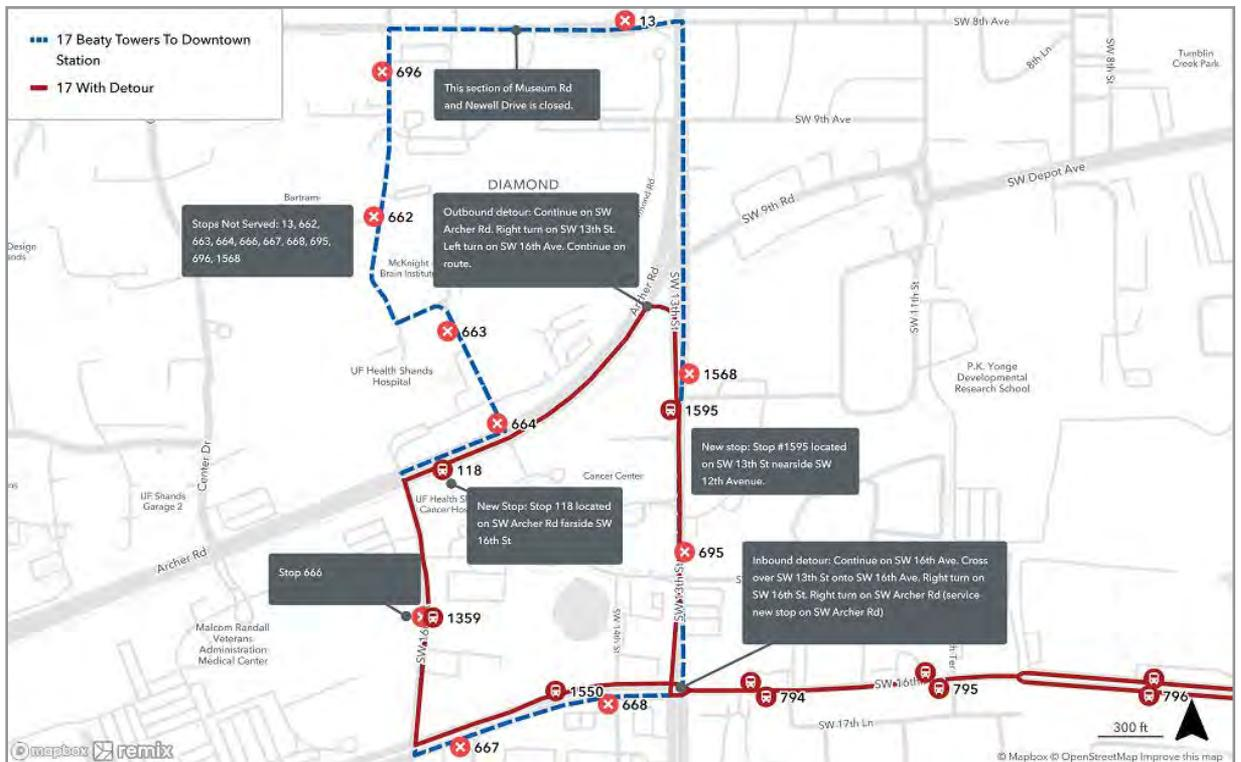 17 Beaty Towers To Downtown
Station
17 With Detour
13
SW 8th Ave
8th Ln
SW 8th St
Tumblin
Creek Park
696
This section of Museum Rd
and Newell Drive is closed.
SW 9th Ave
DIAMOND
SW Depot Ave
SW 9th Rd
Bartram-
662
Stops Not Served: 13, 662,
663, 664, 666, 667, 668, 695,
696, 1568
Outbound detour: Continue on SW
Archer Rd. Right turn on SW 13th St.
Left turn on SW 16th Ave. Continue on
route.
McKnight
Brain Institute
Archer Rd
SW 13th St
SW 11th St
663
UF Health Shands
Hospital
1568
P.K. Yonge
Developmental
Research School
1595
664
New stop: Stop #1595 located
on SW 13th St nearside SW
12th Avenue.
Center Dr
118
Cancer Center
UF Shands
Garage 2
New Stop: Stop 118 located
on SW Archer Rd farside SW
16th St
Archer Rd
695
Inbound detour: Continue on SW 16th Ave. Cross
over SW 13th St onto SW 16th Ave. Right turn on
SW 16th St. Right turn on SW Archer Rd (service
new stop on SW Archer Rd)
Stop 666
1359
SW 16
SW 14th St
SW 13th St
Malcom Randall
Veterans
Administration
Medical Center
1550
668
794
SW 16th
795
796
SW 17th Ln
667
300 ft
mapbox remix
© Mapbox © OpenStreetMap Improve this map